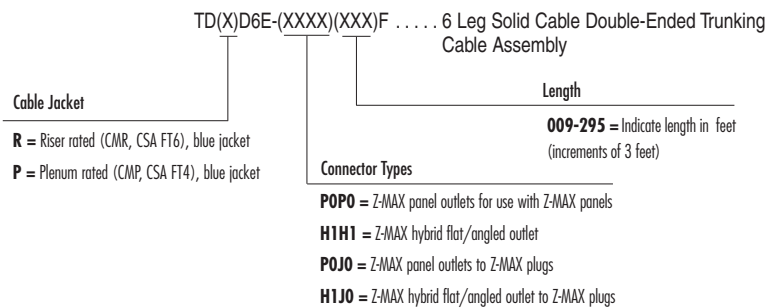 TD(X)D6E-(XXXX)(XXX)F . . . . . 6 Leg Solid Cable Double-Ended Trunking
Cable Assembly
Cable Jacket
R = Riser rated (CMR, CSA FT6), blue jacket
P = Plenum rated (CMP, CSA FT4), blue jacket
Length
009-295 = Indicate length in feet
(increments of 3 feet)
Connector Types
P0P0 = Z-MAX panel outlets for use with Z-MAX panels
H1H1 = Z-MAX hybrid flat/angled outlet
P0J0 = Z-MAX panel outlets to Z-MAX plugs
H1J0 = Z-MAX hybrid flat/angled outlet to Z-MAX plugs